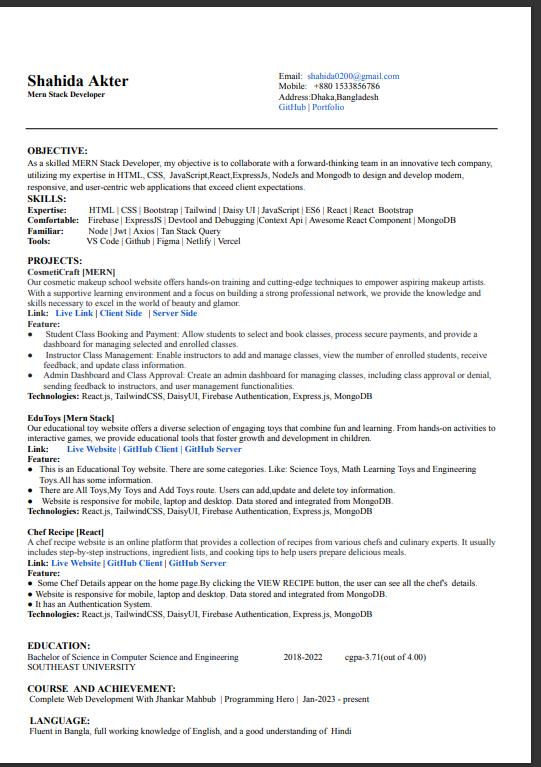 Shahida Akter
Mern Stack Developer
Email: shahida0200@gmail.com
Mobile: +880 1533856786
Address:Dhaka,Bangladesh
GitHub | Portfolio
OBJECTIVE:
As a skilled MERN Stack Developer, my objective is to collaborate with a forward-thinking team in an innovative tech company,
utilizing my expertise in HTML, CSS, JavaScript,React,ExpressJs, NodeJs and Mongodb to design and develop modern,
responsive, and user-centric web applications that exceed client expectations.
SKILLS:
Expertise: HTML | CSS | Bootstrap | Tailwind | Daisy UI | JavaScript | ES6 | React | React Bootstrap
Comfortable: Firebase | ExpressJS | Devtool and Debugging |Context Api | Awesome React Component | MongoDB
Familiar: Node | Jwt | Axios | Tan Stack Query
Tools: VS Code | Github | Figma | Netlify | Vercel
PROJECTS:
CosmetiCraft [MERN]
Our cosmetic makeup school website offers hands-on training and cutting-edge techniques to empower aspiring makeup artists.
With a supportive learning environment and a focus on building a strong professional network, we provide the knowledge and
skills necessary to excel in the world of beauty and glamor.
Link: Live Link | Client Side | Server Side
Feature:
● Student Class Booking and Payment: Allow students to select and book classes, process secure payments, and provide a
dashboard for managing selected and enrolled classes.
● Instructor Class Management: Enable instructors to add and manage classes, view the number of enrolled students, receive
feedback, and update class information.
● Admin Dashboard and Class Approval: Create an admin dashboard for managing classes, including class approval or denial,
sending feedback to instructors, and user management functionalities.
Technologies: React.js, TailwindCSS, DaisyUI, Firebase Authentication, Express.js, MongoDB
EduToys [Mern Stack]
Our educational toy website offers a diverse selection of engaging toys that combine fun and learning. From hands-on activities to
interactive games, we provide educational tools that foster growth and development in children.
Link: Live Website | GitHub Client | GitHub Server
Feature:
● This is an Educational Toy website. There are some categories. Like: Science Toys, Math Learning Toys and Engineering
Toys.All has some information.
● There are All Toys,My Toys and Add Toys route. Users can add,update and delete toy information.
● Website is responsive for mobile, laptop and desktop. Data stored and integrated from MongoDB.
Technologies: React.js, TailwindCSS, DaisyUI, Firebase Authentication, Express.js, MongoDB
Chef Recipe [React]
A chef recipe website is an online platform that provides a collection of recipes from various chefs and culinary experts. It usually
includes step-by-step instructions, ingredient lists, and cooking tips to help users prepare delicious meals.
Link: Live Website | GitHub Client | GitHub Server
Feature:
● Some Chef Details appear on the home page.By clicking the VIEW RECIPE button, the user can see all the chef's details.
● Website is responsive for mobile, laptop and desktop. Data stored and integrated from MongoDB.
● It has an Authentication System.
Technologies: React.js, TailwindCSS, DaisyUI, Firebase Authentication, Express.js, MongoDB
EDUCATION:
Bachelor of Science in Computer Science and Engineering 2018-2022 cgpa-3.71(out of 4.00)
SOUTHEAST UNIVERSITY
COURSE AND ACHIEVEMENT:
Complete Web Development With Jhankar Mahbub | Programming Hero | Jan-2023 - present
LANGUAGE:
Fluent in Bangla, full working knowledge of English, and a good understanding of Hindi